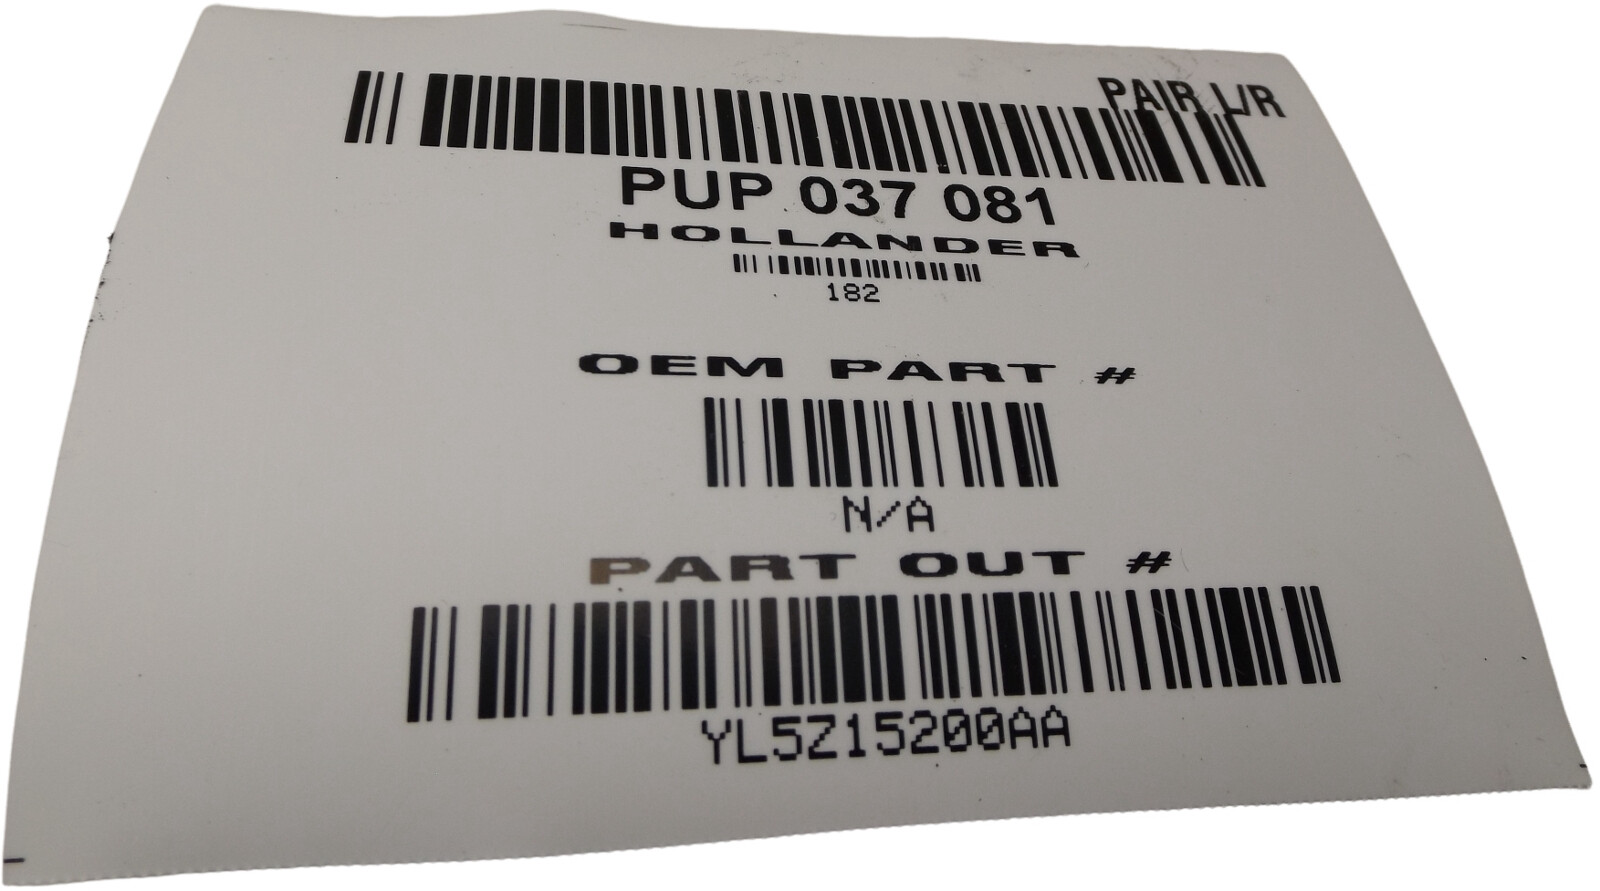 PAIR L/R
PUP 037 081
HOLLANDER
182
OEM PART #
N/A
PART OUT #
YL5Z15200AA